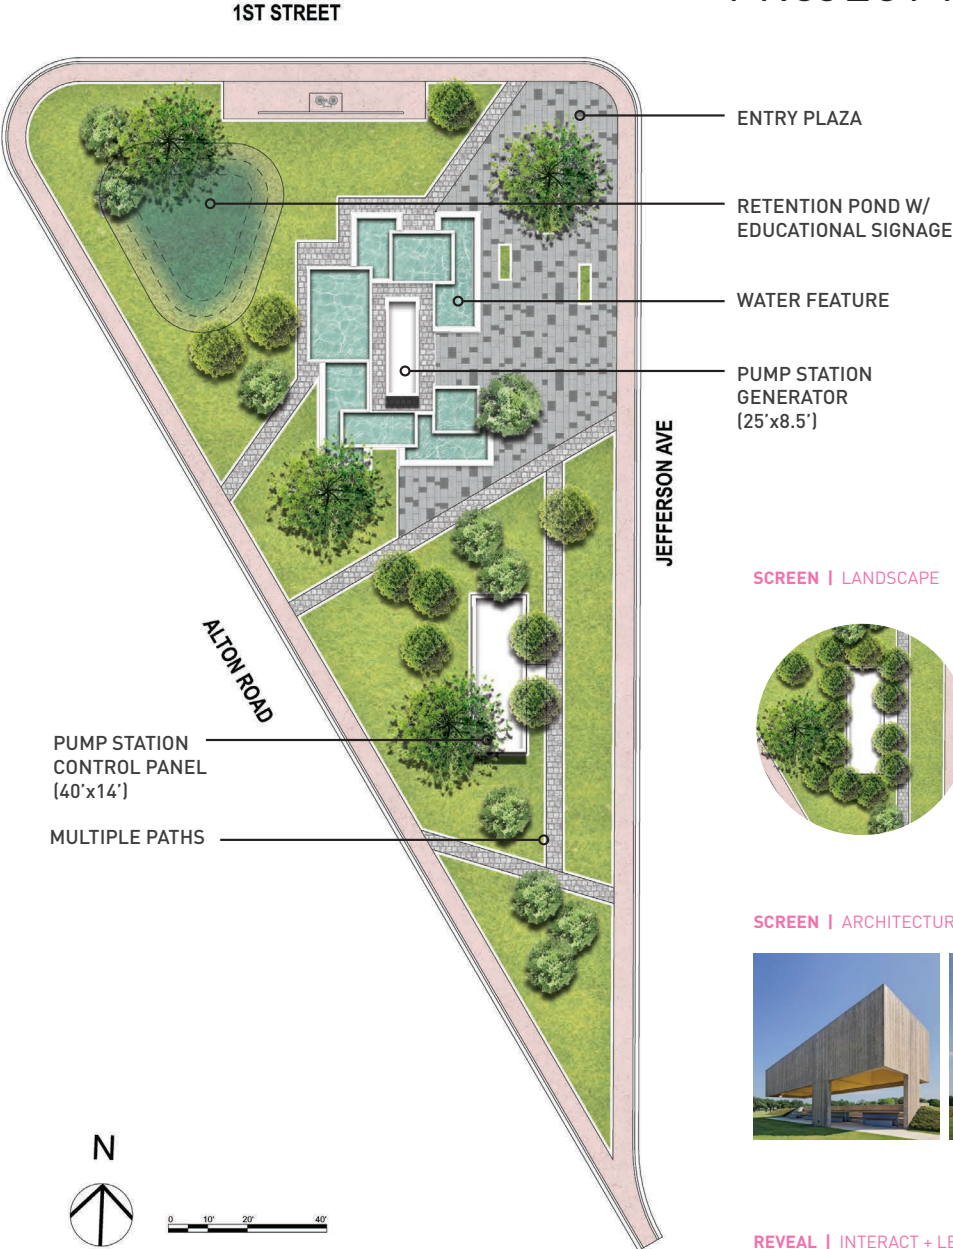 1ST STREET
ENTRY PLAZA
RETENTION POND W/
EDUCATIONAL SIGNAGE
WATER FEATURE
PUMP STATION
GENERATOR
(25'x8.5')
JEFFERSON AVE
SCREEN | LANDSCAPE
ALTON ROAD
PUMP STATION
CONTROL PANEL
(40'x14')
MULTIPLE PATHS
SCREEN | ARCHITECTUR
N
0 10' 20' 40'
REVEAL | INTERACT + LE